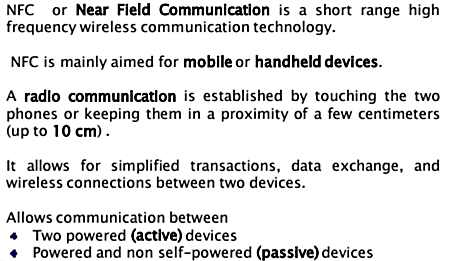 NFC or Near Field Communication is a short range high
frequency wireless communication technology.
NFC is mainly aimed for mobile or handheld devices.
A radio communication is established by touching the two
phones or keeping them in a proximity of a few centimeters
(up to 10 cm) .
It allows for simplified transactions, data exchange, and
wireless connections between two devices.
Allows communication between
• Two powered (active) devices
• Powered and non self-powered (passive) devices